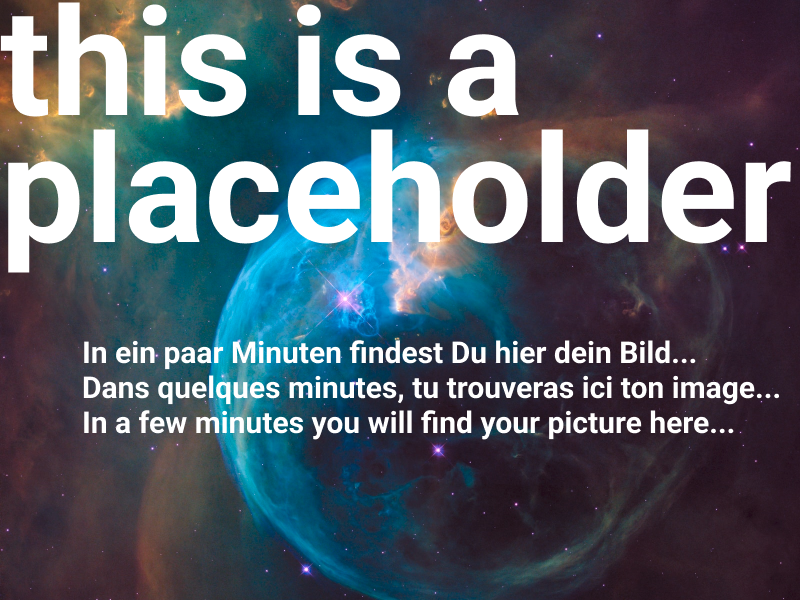 this is a
placeholder
In ein paar Minuten findest Du hier dein Bild...
Dans quelques minutes, tu trouveras ici ton image...
In a few minutes you will find your picture here...